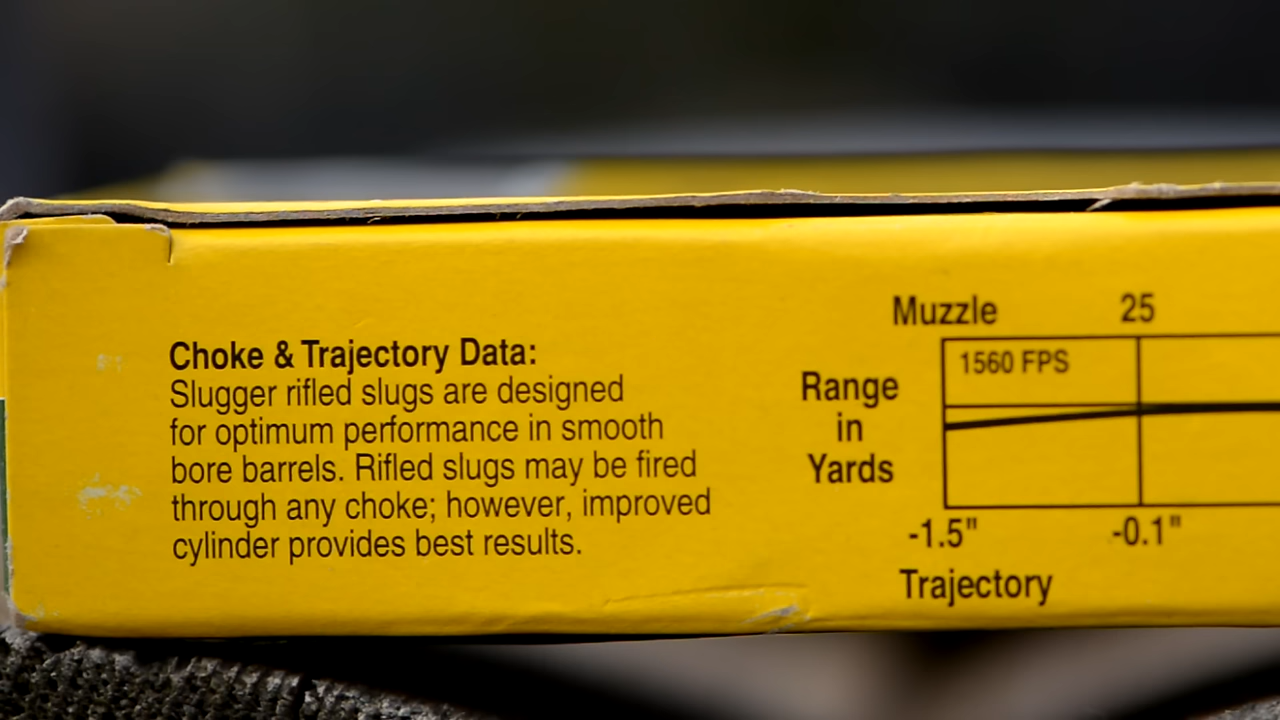 Choke & Trajectory Data:
Slugger rifled slugs are designed
for optimum performance in smooth
bore barrels. Rifled slugs may be fired
through any choke; however, improved
cylinder provides best results.
Muzzle 25
1560 FPS
Range
in
Yards
-1.5" -0.1"
Trajectory